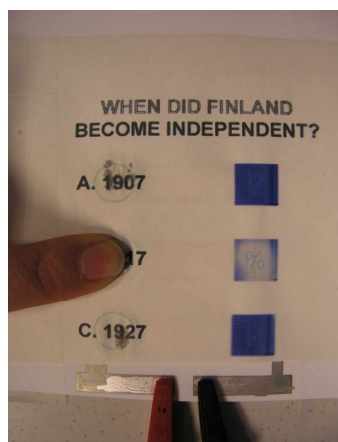 WHEN DID FINLAND
BECOME INDEPENDENT?
A. 1907
17
%
C. 1927